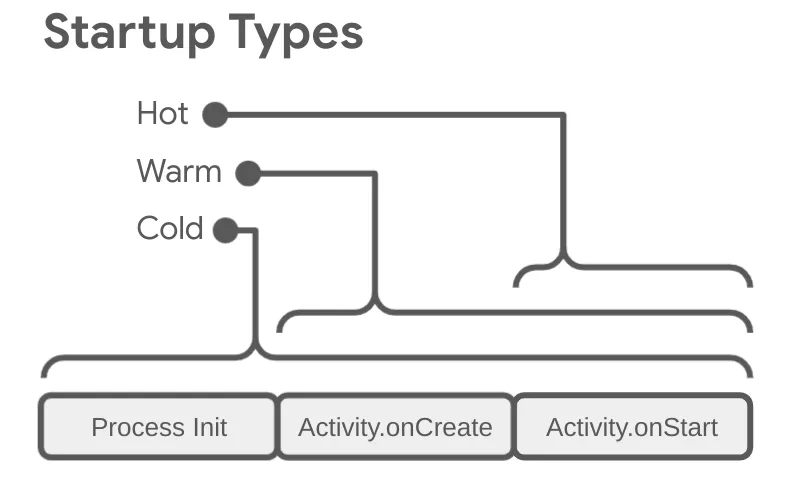 Startup Types
Hot
Warm
Cold
Process Init
Activity.onCreate
Activity.onStart